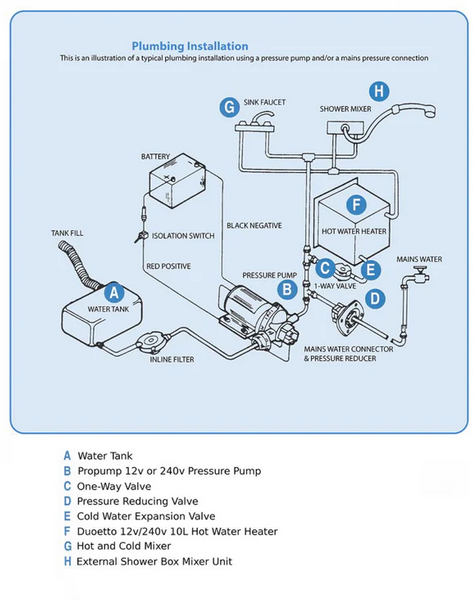 Plumbing Installation
This is an illustration of a typical plumbing installation using a pressure pump and/or a mains pressure connection
H
G
SINK FAUCET
SHOWER MIXER
BATTERY
F
TANK FILL
ISOLATION SWITCH
BLACK NEGATIVE
HOT WATER HEATER
RED POSITIVE
PRESSURE PUMP
C
E
MAINS WATER
A
B
1-WAY VALVE
D
WATER TANK
INLINE FILTER
MAINS WATER CONNECTOR
& PRESSURE REDUCER
A Water Tank
B Propump 12v or 240v Pressure Pump
C One-Way Valve
D Pressure Reducing Valve
E Cold Water Expansion Valve
F Duoetto 12v/240v 10L Hot Water Heater
G Hot and Cold Mixer
H External Shower Box Mixer Unit